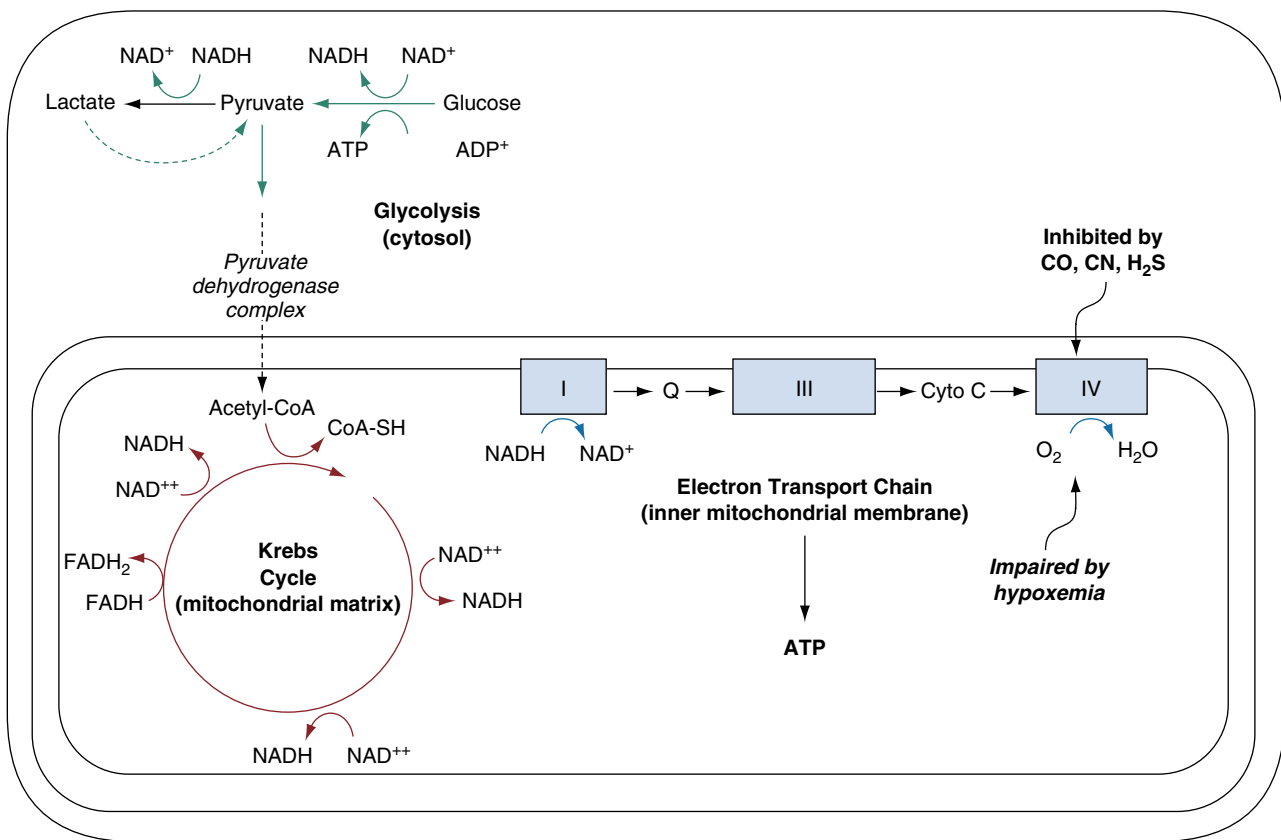 NAD⁺ NADH NADH NAD⁺
Lactate Pyruvate Glucose
ATP ADP⁺
Glycolysis
(cytosol)
Pyruvate
dehydrogenase
complex
Inhibited by
CO, CN, H₂S
I Q III Cyto C IV
NADH NAD⁺
O₂ H₂O
Electron Transport Chain
(inner mitochondrial membrane)
Impaired by
hypoxemia
ATP
Acetyl-CoA
CoA-SH
NADH
NAD⁺⁺
FADH₂
FADH
Krebs
Cycle
(mitochondrial matrix)
NAD⁺⁺
NADH
NADH NAD⁺⁺